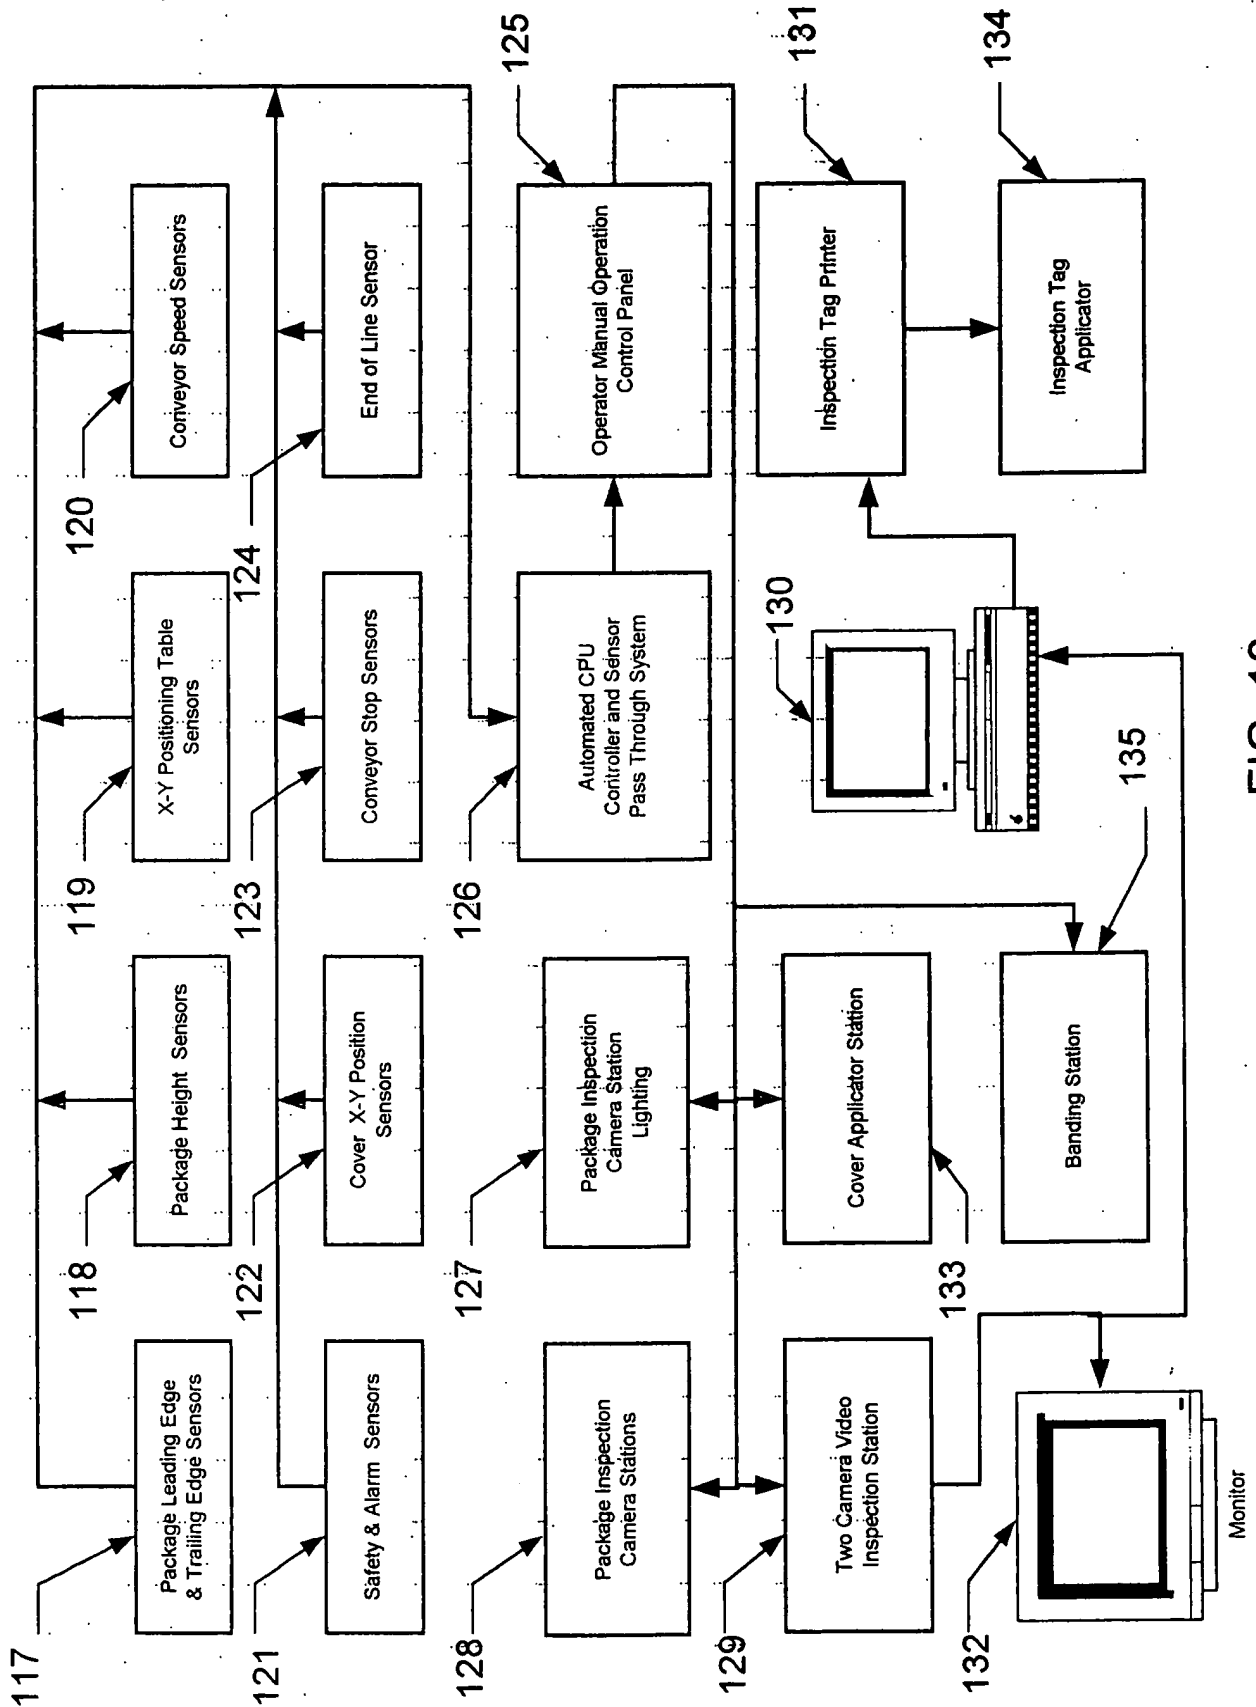 117
Package Leading Edge
& Trailing Edge Sensors
118
Package Height Sensors
119
X-Y Positioning Table
Sensors
120
Conveyor Speed Sensors
121
Safety & Alarm Sensors
122
Cover X-Y Position
Sensors
123
Conveyor Stop Sensors
124
End of Line Sensor
128
Package Inspection
Camera Stations
127
Package Inspection
Camera Station
Lighting
126
Automated CPU
Controller and Sensor
Pass Through System
125
Operator Manual Operation
Control Panel
129
Two Camera Video
Inspection Station
133
Cover Applicator Station
130
131
Inspection Tag Printer
132
Monitor
Banding Station
135
134
Inspection Tag
Applicator